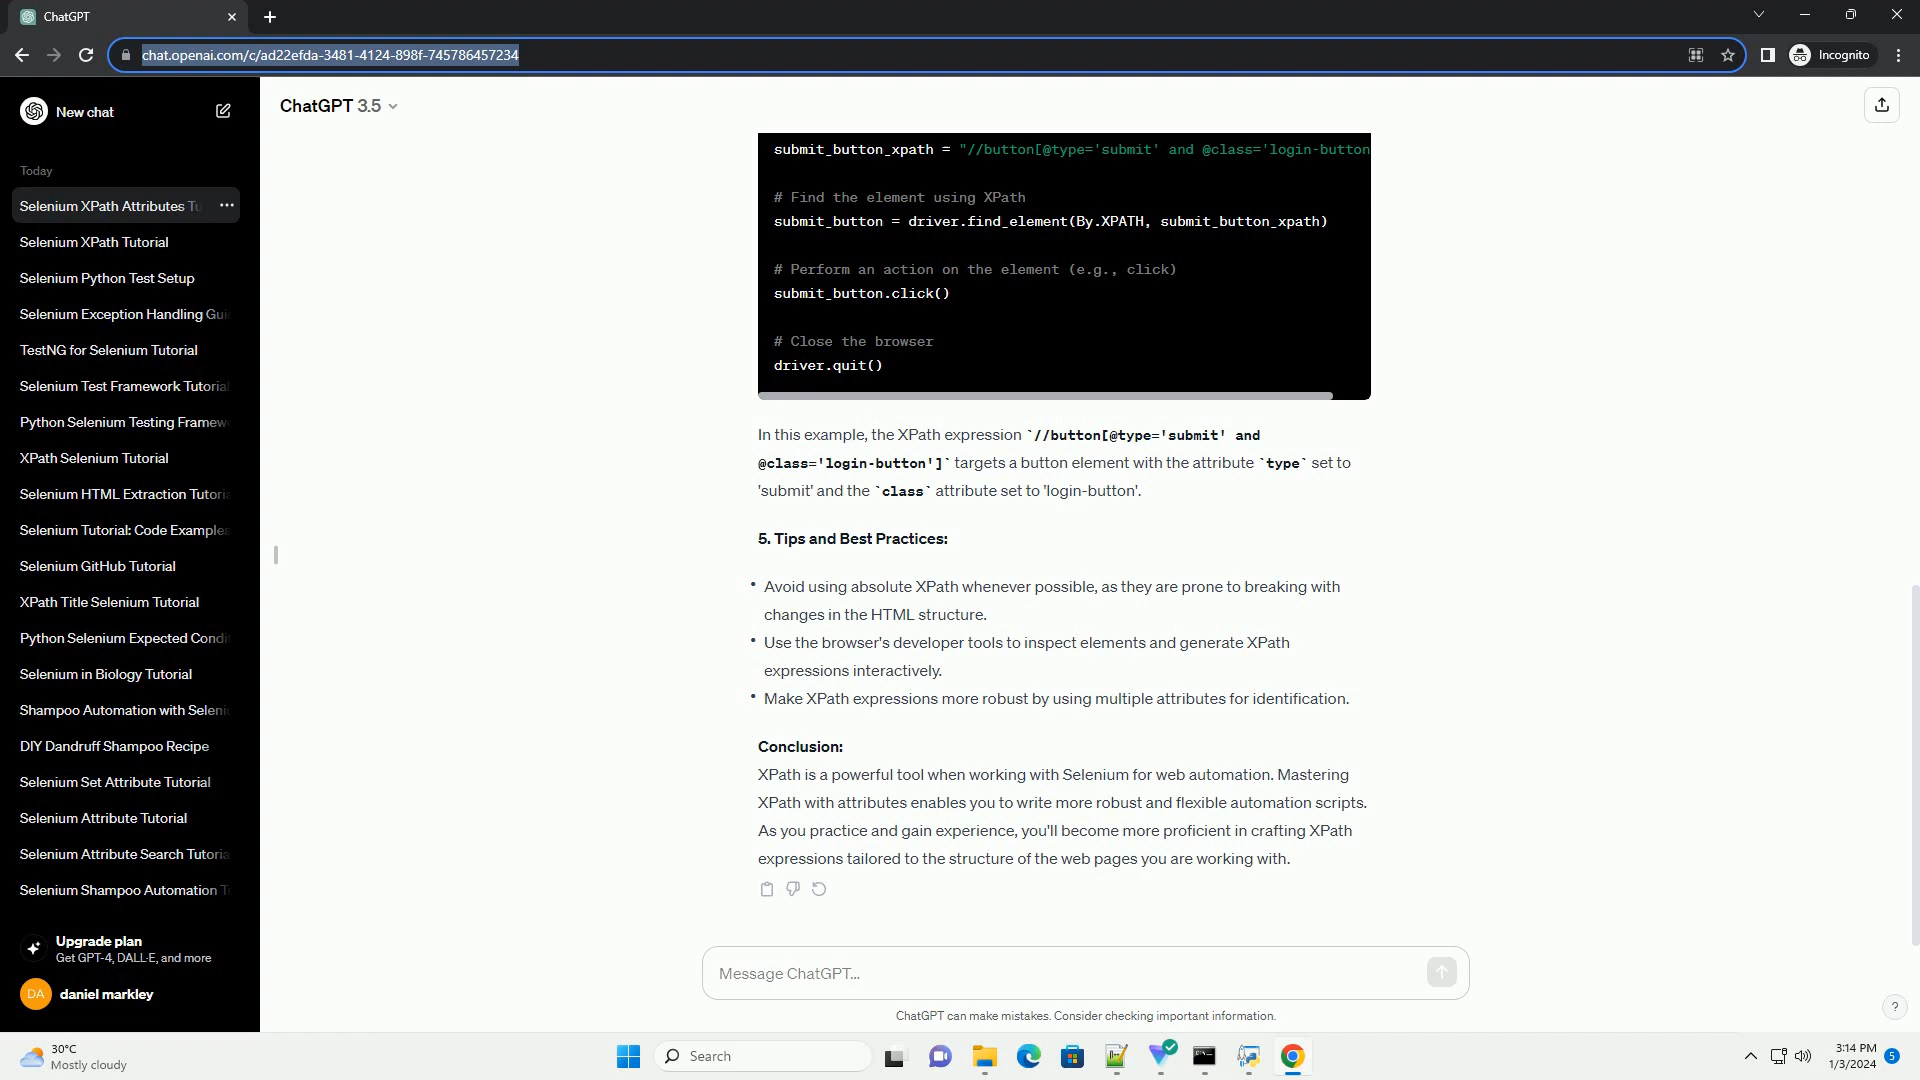 ChatGPT
chat.openai.com/c/ad22efda-3481-4124-898f-745786457234
Incognito
New chat
ChatGPT 3.5
Today
Selenium XPath Attributes Tu
Selenium XPath Tutorial
Selenium Python Test Setup
Selenium Exception Handling Gui
TestNG for Selenium Tutorial
Selenium Test Framework Tutorial
Python Selenium Testing Framew
XPath Selenium Tutorial
Selenium HTML Extraction Tutoria
Selenium Tutorial: Code Examples
Selenium GitHub Tutorial
XPath Title Selenium Tutorial
Python Selenium Expected Condi
Selenium in Biology Tutorial
Shampoo Automation with Seleni
DIY Dandruff Shampoo Recipe
Selenium Set Attribute Tutorial
Selenium Attribute Tutorial
Selenium Attribute Search Tutoria
Selenium Shampoo Automation T
Upgrade plan
Get GPT-4, DALL·E, and more
DA
daniel markley
submit_button_xpath = "//button[@type='submit' and @class='login-button
# Find the element using XPath
submit_button = driver.find_element(By.XPATH, submit_button_xpath)
# Perform an action on the element (e.g., click)
submit_button.click()
# Close the browser
driver.quit()
In this example, the XPath expression `//button[@type='submit' and
@class='login-button']` targets a button element with the attribute `type` set to
'submit' and the `class` attribute set to 'login-button'.
5. Tips and Best Practices:
• Avoid using absolute XPath whenever possible, as they are prone to breaking with
changes in the HTML structure.
• Use the browser's developer tools to inspect elements and generate XPath
expressions interactively.
• Make XPath expressions more robust by using multiple attributes for identification.
Conclusion:
XPath is a powerful tool when working with Selenium for web automation. Mastering
XPath with attributes enables you to write more robust and flexible automation scripts.
As you practice and gain experience, you'll become more proficient in crafting XPath
expressions tailored to the structure of the web pages you are working with.
Message ChatGPT...
ChatGPT can make mistakes. Consider checking important information.
?
30°C
Mostly cloudy
Search
3:14 PM
1/3/2024
5